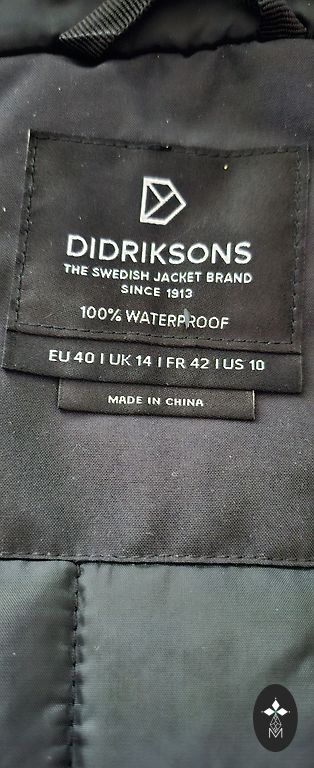 DIDRIKSONS
THE SWEDISH JACKET BRAND
SINCE 1913
100% WATERPROOF
EU 40 I UK 14 I FR 42 I US 10
MADE IN CHINA
M